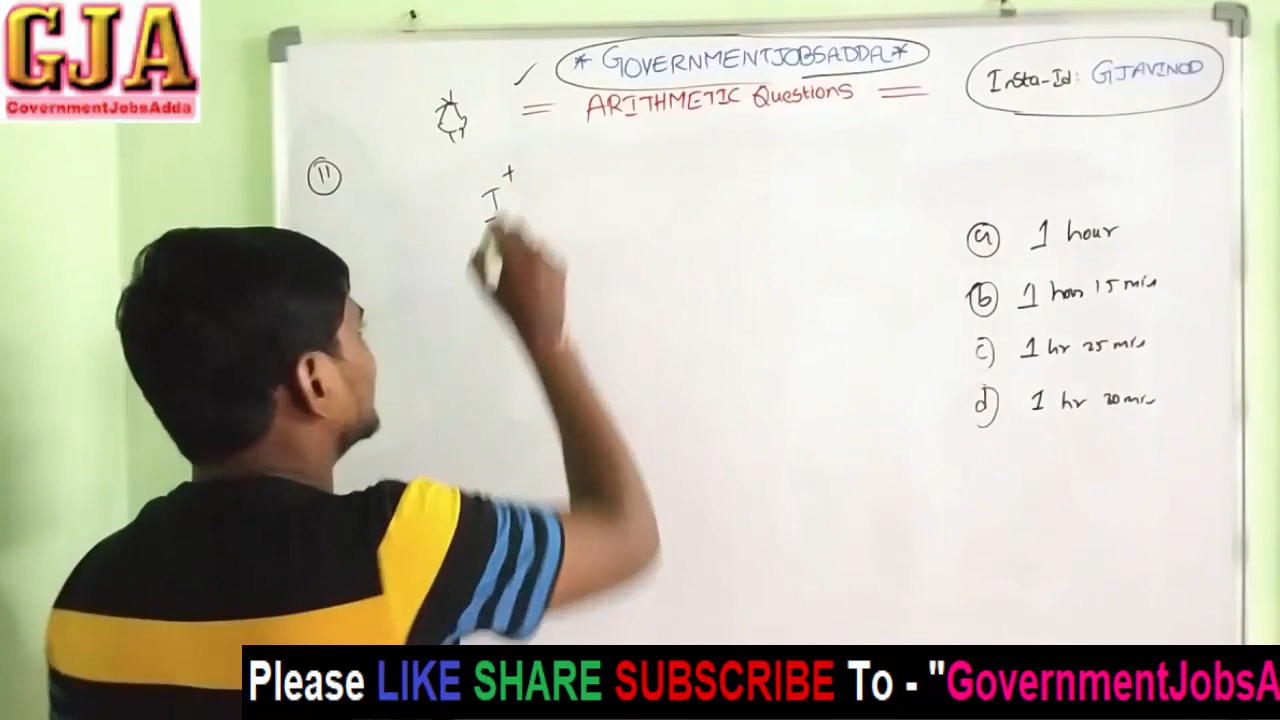 GJA
GovernmentJobsAdda
* GOVERNMENTJOBSADDA *
= ARITHMETIC Questions =
Insta-Id: GJAVINOD
11
I +
a 1 hour
b 1 hour 15 min
c) 1 hr 25 min
d) 1 hr 30 min
Please LIKE SHARE SUBSCRIBE To - "GovernmentJobsA